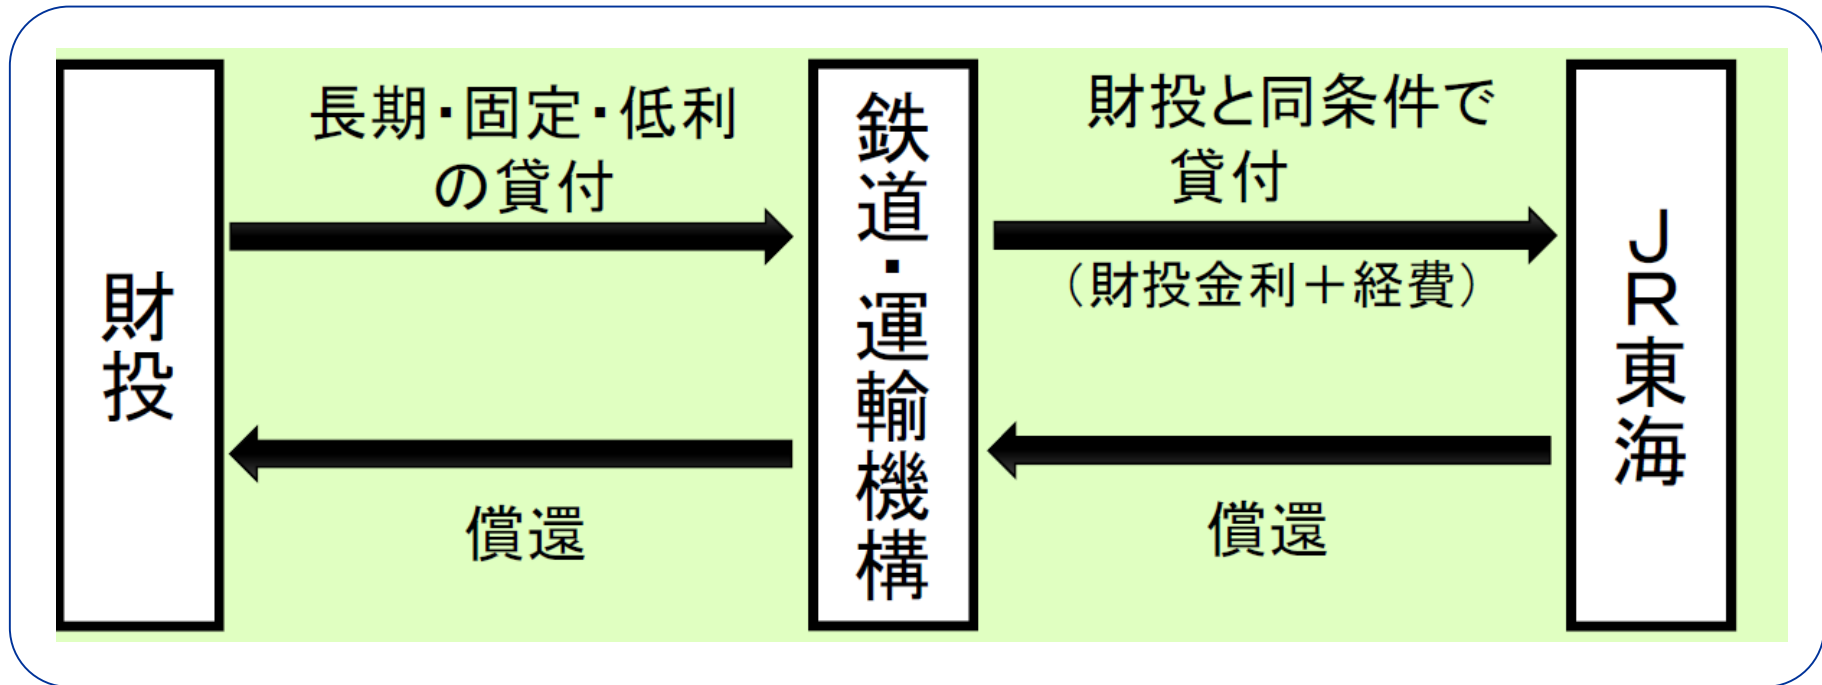 財投
長期・固定・低利
の貸付
償還
鉄道・運輸機構
財投と同条件で
貸付
（財投金利＋経費）
償還
ＪＲ東海